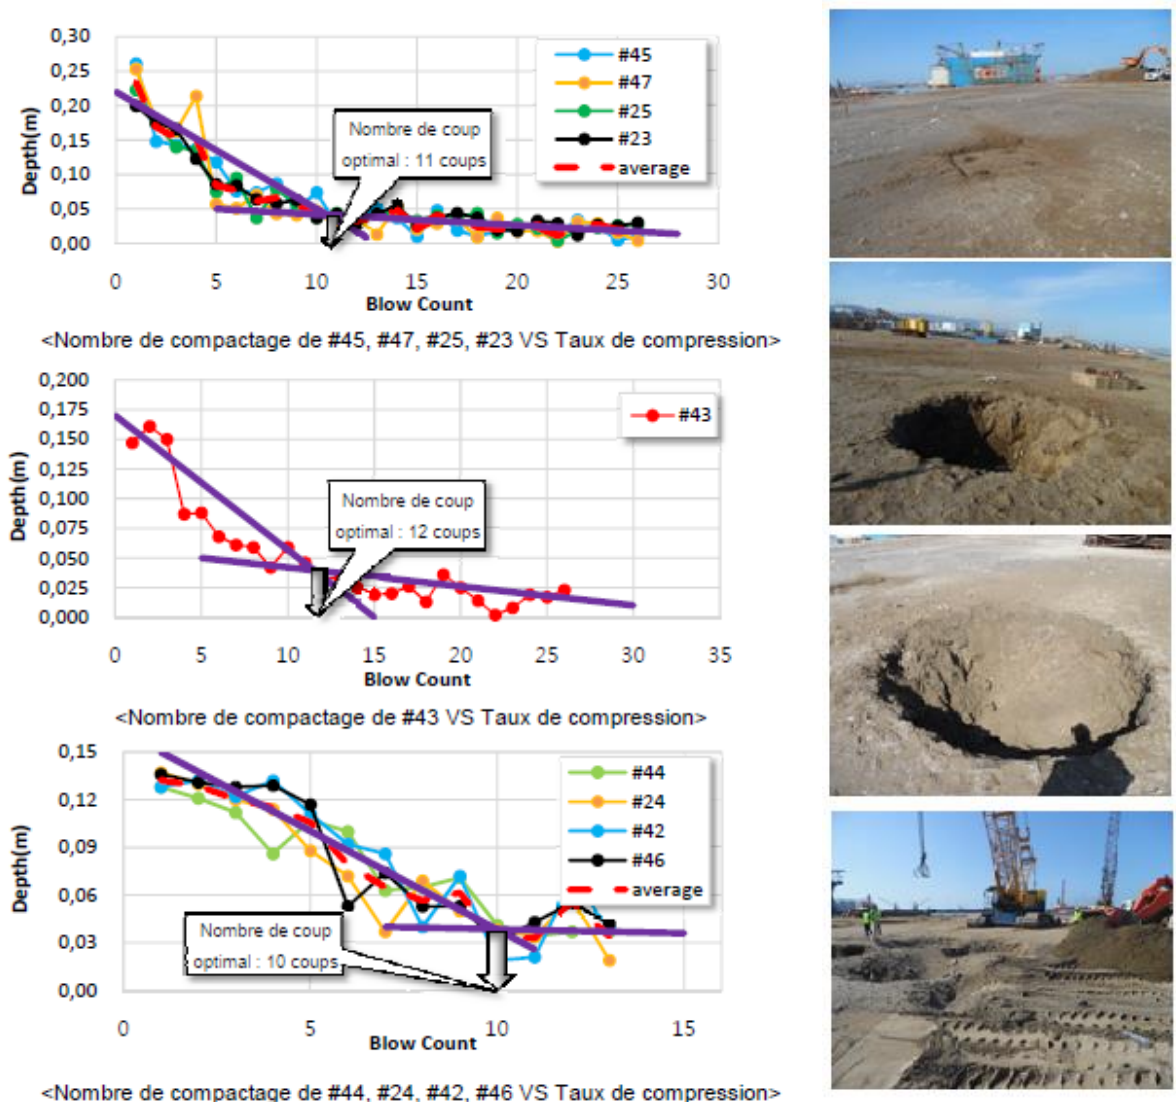 0,30
0,25
0,20
0,15
0,10
0,05
0,00
Depth(m)
#45
#47
#25
#23
average
Nombre de coup
optimal : 11 coups
0 5 10 15 20 25 30
Blow Count
<Nombre de compactage de #45, #47, #25, #23 VS Taux de compression>
0,200
0,175
0,150
0,125
0,100
0,075
0,050
0,025
0,000
Depth(m)
#43
Nombre de coup
optimal : 12 coups
0 5 10 15 20 25 30 35
Blow Count
<Nombre de compactage de #43 VS Taux de compression>
0,15
0,12
0,09
0,06
0,03
0,00
Depth(m)
#44
#24
#42
#46
average
Nombre de coup
optimal : 10 coups
0 5 10 15
Blow Count
<Nombre de compactage de #44, #24, #42, #46 VS Taux de compression>